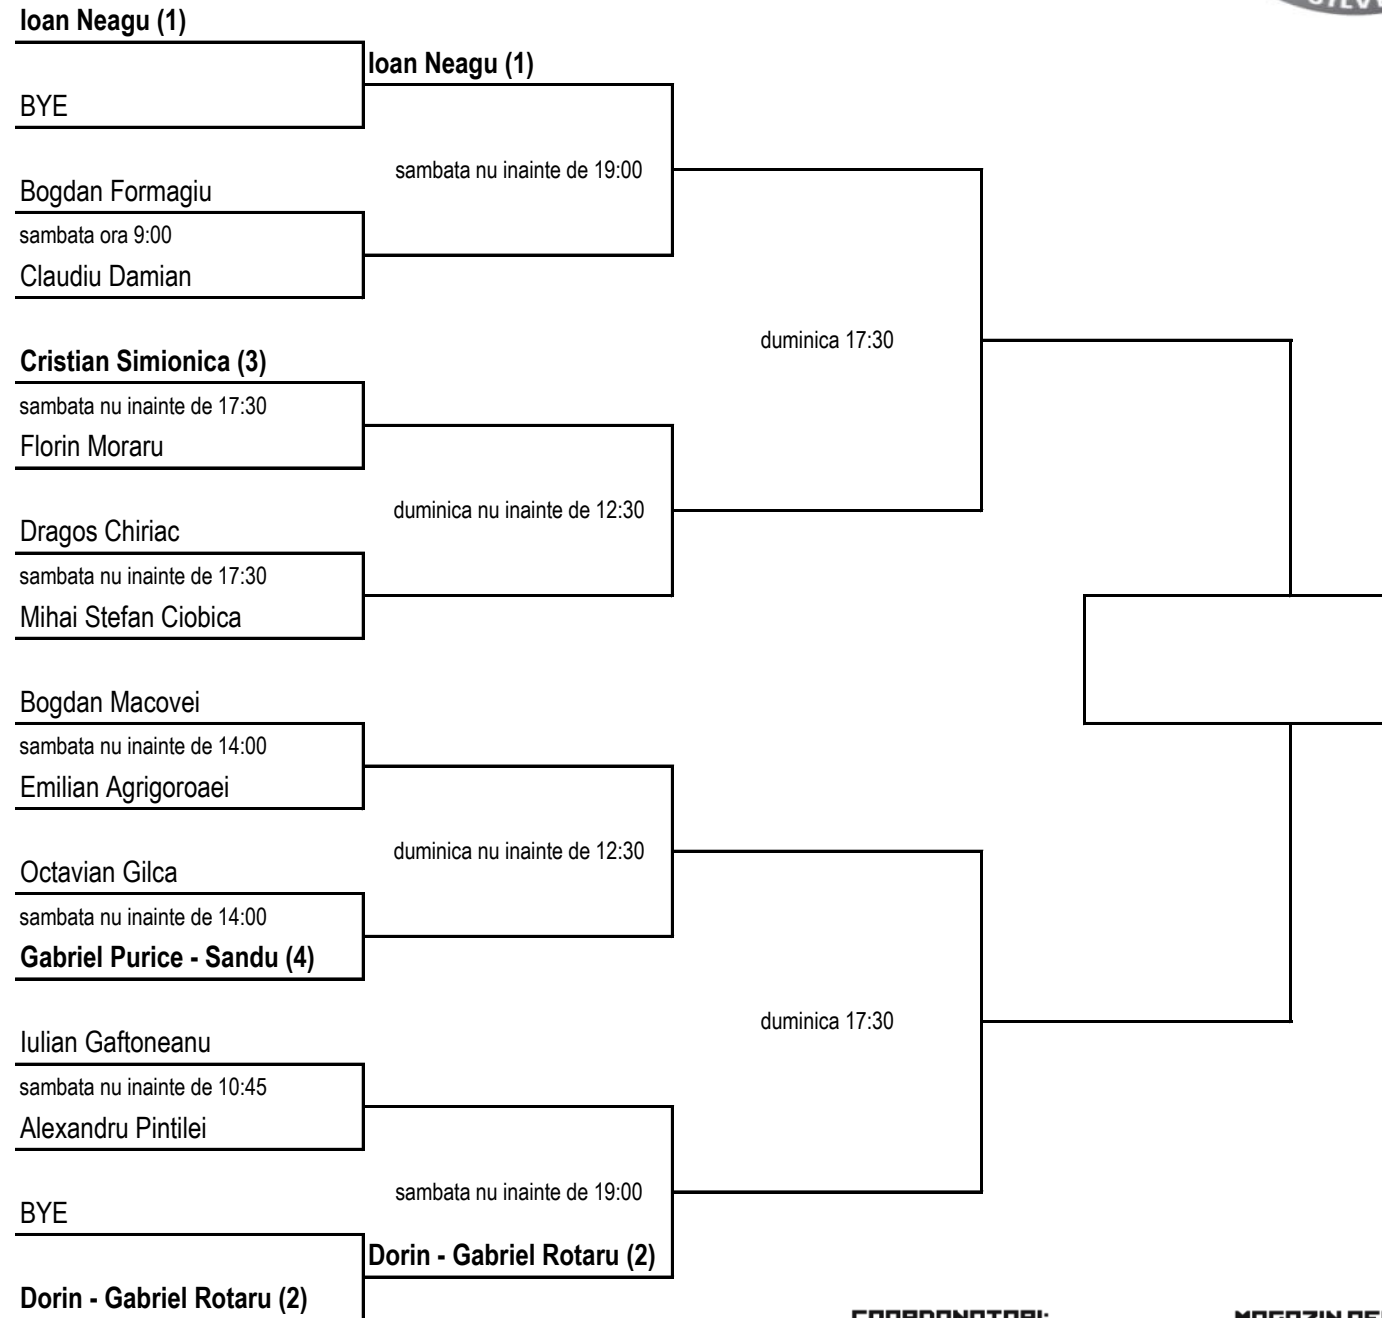 Ioan Neagu (1)
Ioan Neagu (1)
BYE
sambata nu inainte de 19:00
Bogdan Formagiu
sambata ora 9:00
Claudiu Damian
duminica 17:30
Cristian Simionica (3)
sambata nu inainte de 17:30
Florin Moraru
duminica nu inainte de 12:30
Dragos Chiriac
sambata nu inainte de 17:30
Mihai Stefan Ciobica
Bogdan Macovei
sambata nu inainte de 14:00
Emilian Agrigoroaei
duminica nu inainte de 12:30
Octavian Gilca
sambata nu inainte de 14:00
Gabriel Purice - Sandu (4)
duminica 17:30
Iulian Gaftoneanu
sambata nu inainte de 10:45
Alexandru Pintilei
sambata nu inainte de 19:00
BYE
Dorin - Gabriel Rotaru (2)
Dorin - Gabriel Rotaru (2)
COORDONATORI:
MAGAZIN